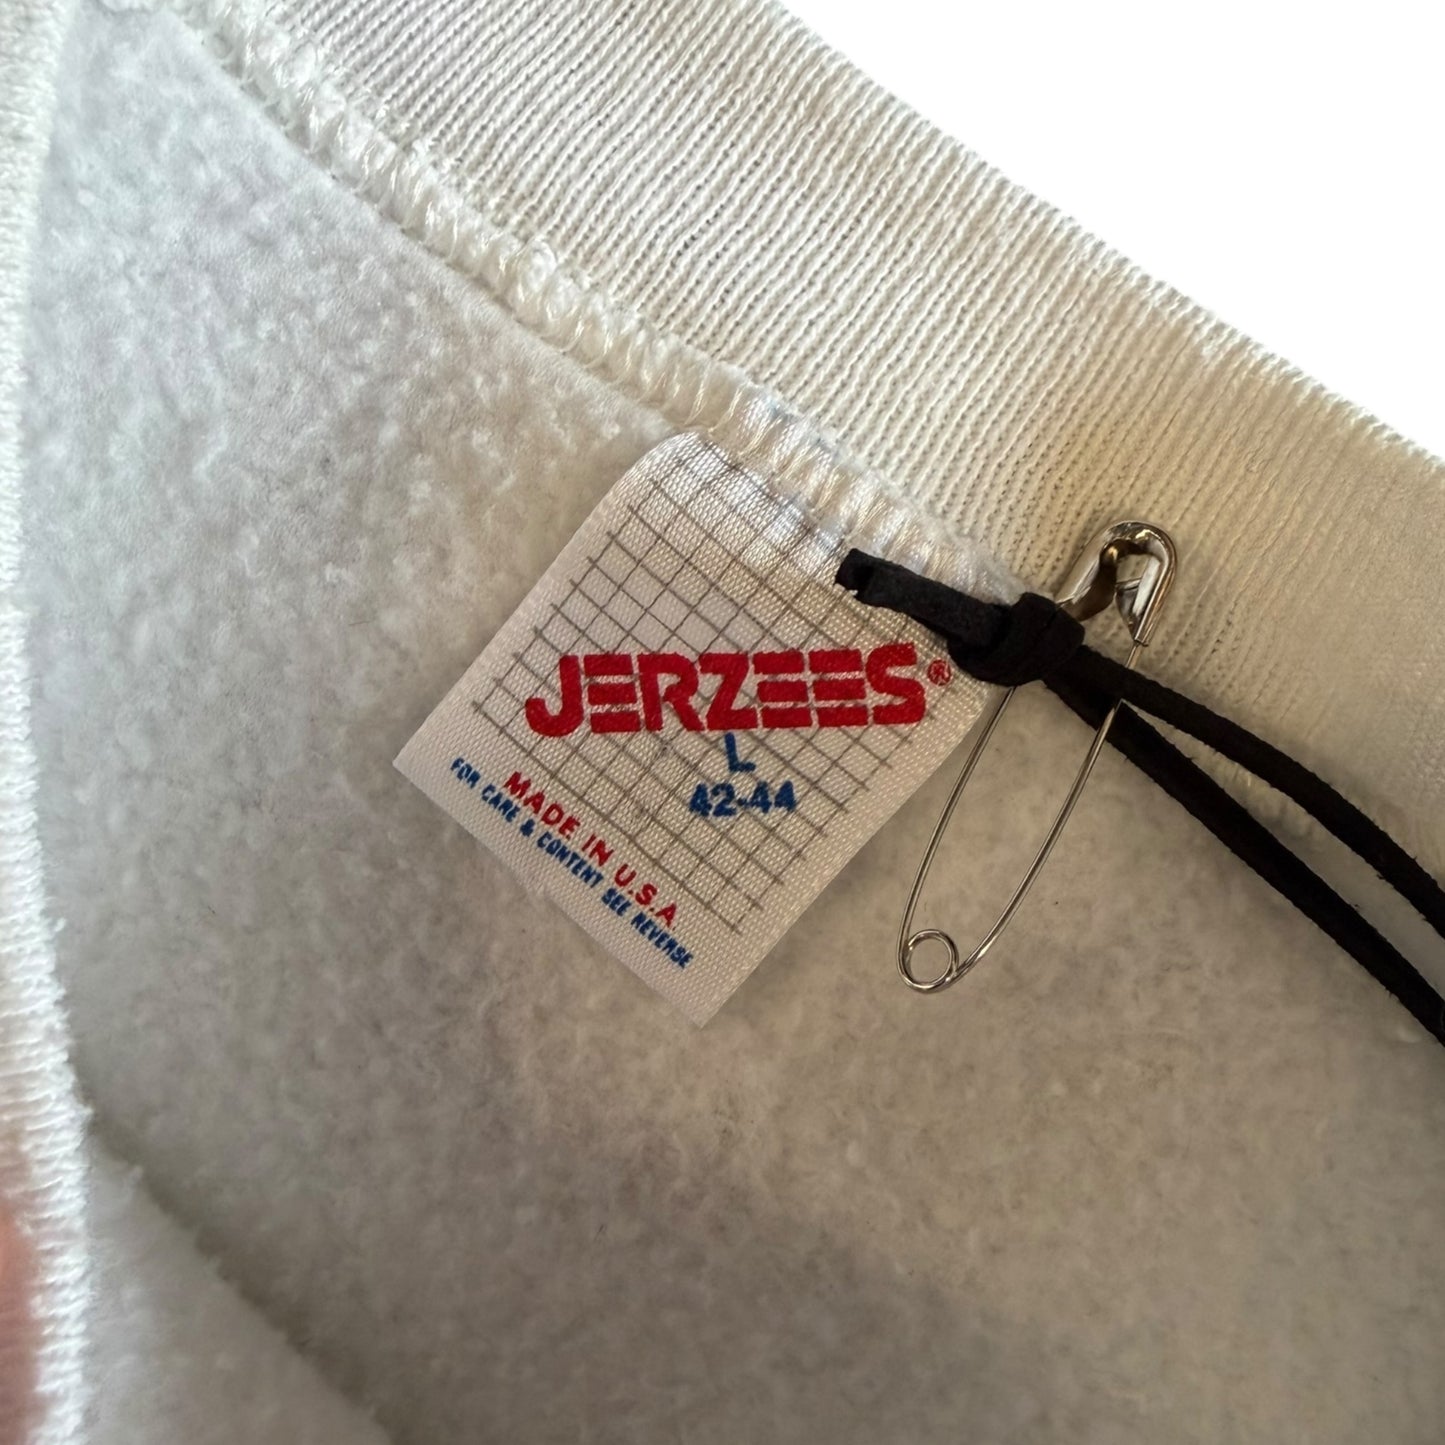 JERZEES®
L
42-44
MADE IN U.S.A
FOR CARE & CONTENT SEE REVERSE